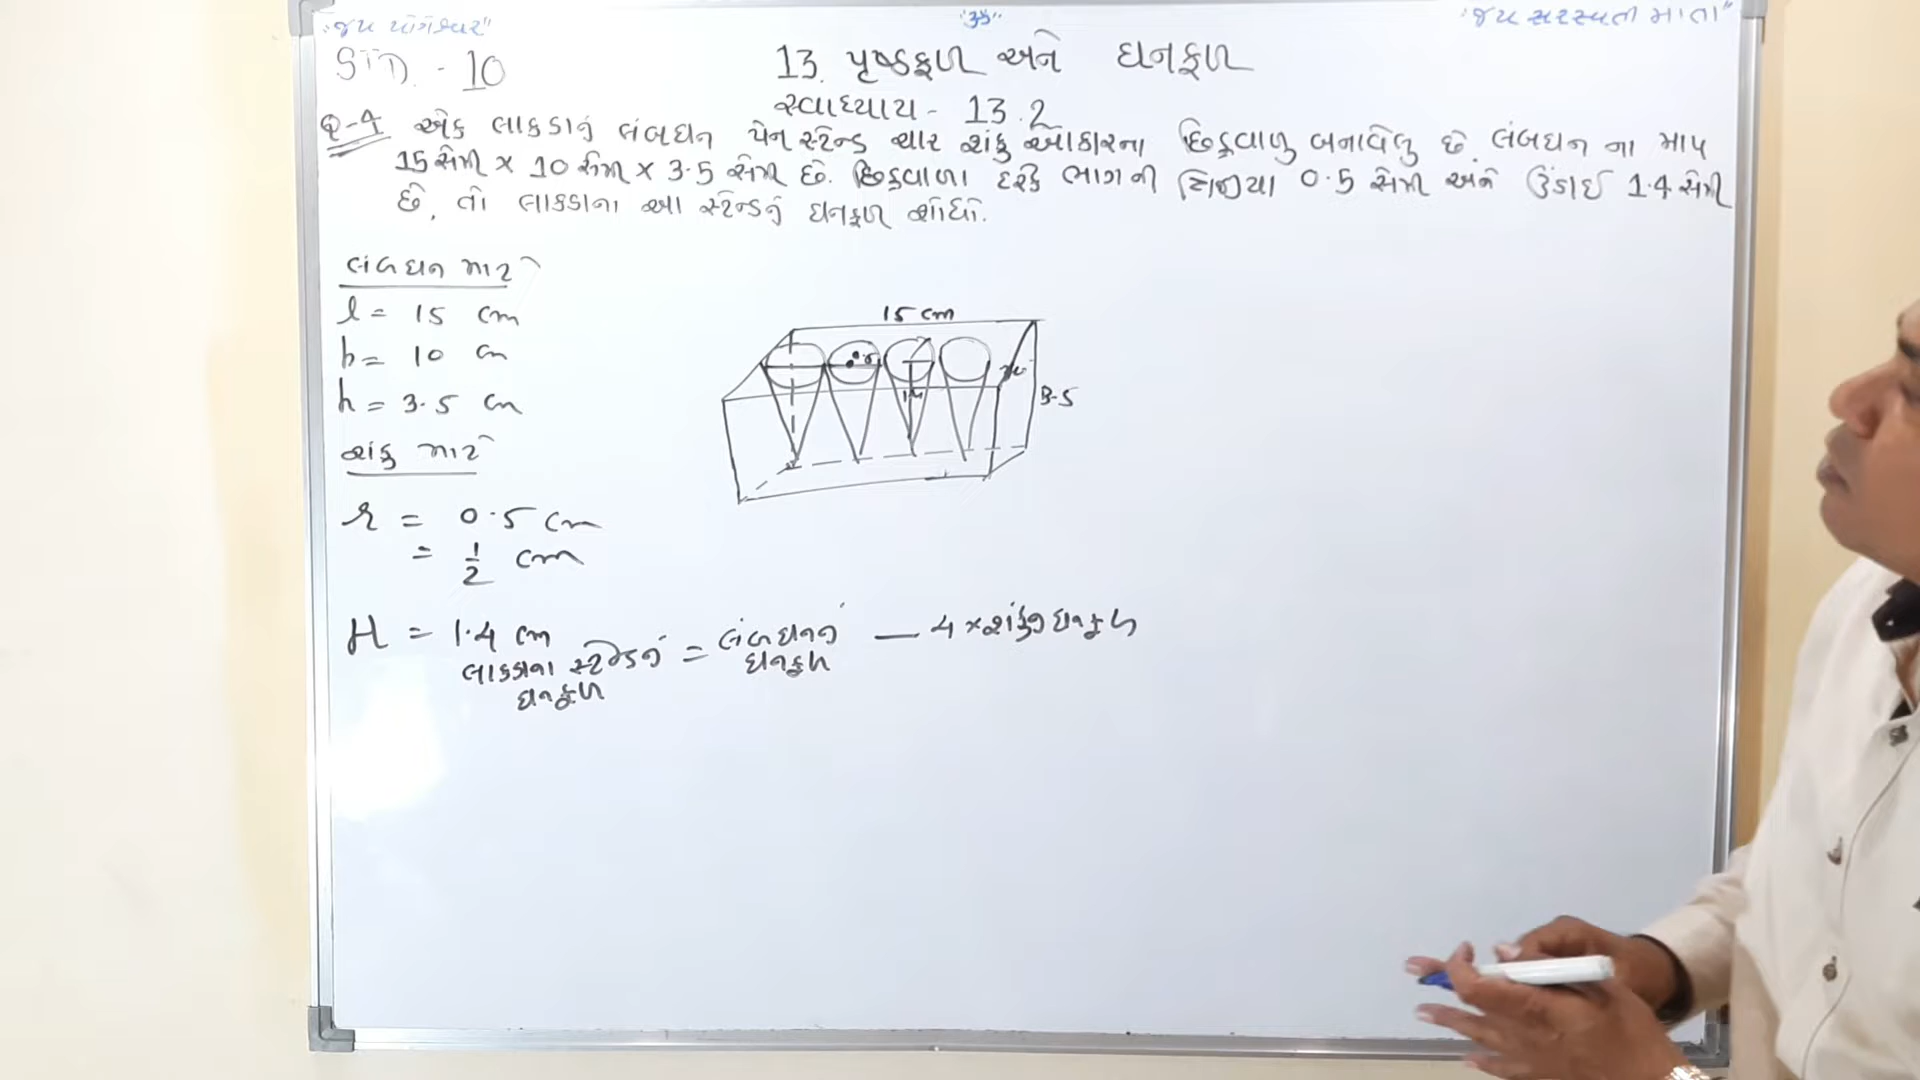 "જય યોગેશ્વર"
"ૐ"
"જય સરસ્વતી માતા"
STD - 10
13. પૃષ્ઠફળ અને ઘનફળ
સ્વાધ્યાય - 13.2
Q-4 એક લાકડાનું લંબઘન પેન સ્ટેન્ડ ચાર શંકુ આકારના છિદ્રવાળુ બનાવેલુ છે. લંબઘન ના માપ
15 સેમી × 10 સેમી × 3.5 સેમી છે. છિદ્રવાળા દરેક ભાગની ત્રિજ્યા 0.5 સેમી અને ઊંડાઈ 1.4 સેમી
છે, તો લાકડાના આ સ્ટેન્ડનું ઘનફળ શોધો.
લંબઘન માટે
l = 15 cm
b = 10 cm
h = 3.5 cm
શંકુ માટે
r = 0.5 cm
= 1/2 cm
H = 1.4 cm
15 cm
3.5
લાકડાના સ્ટેન્ડનું ઘનફળ = લંબઘનનું ઘનફળ — 4 × શંકુનું ઘનફળ